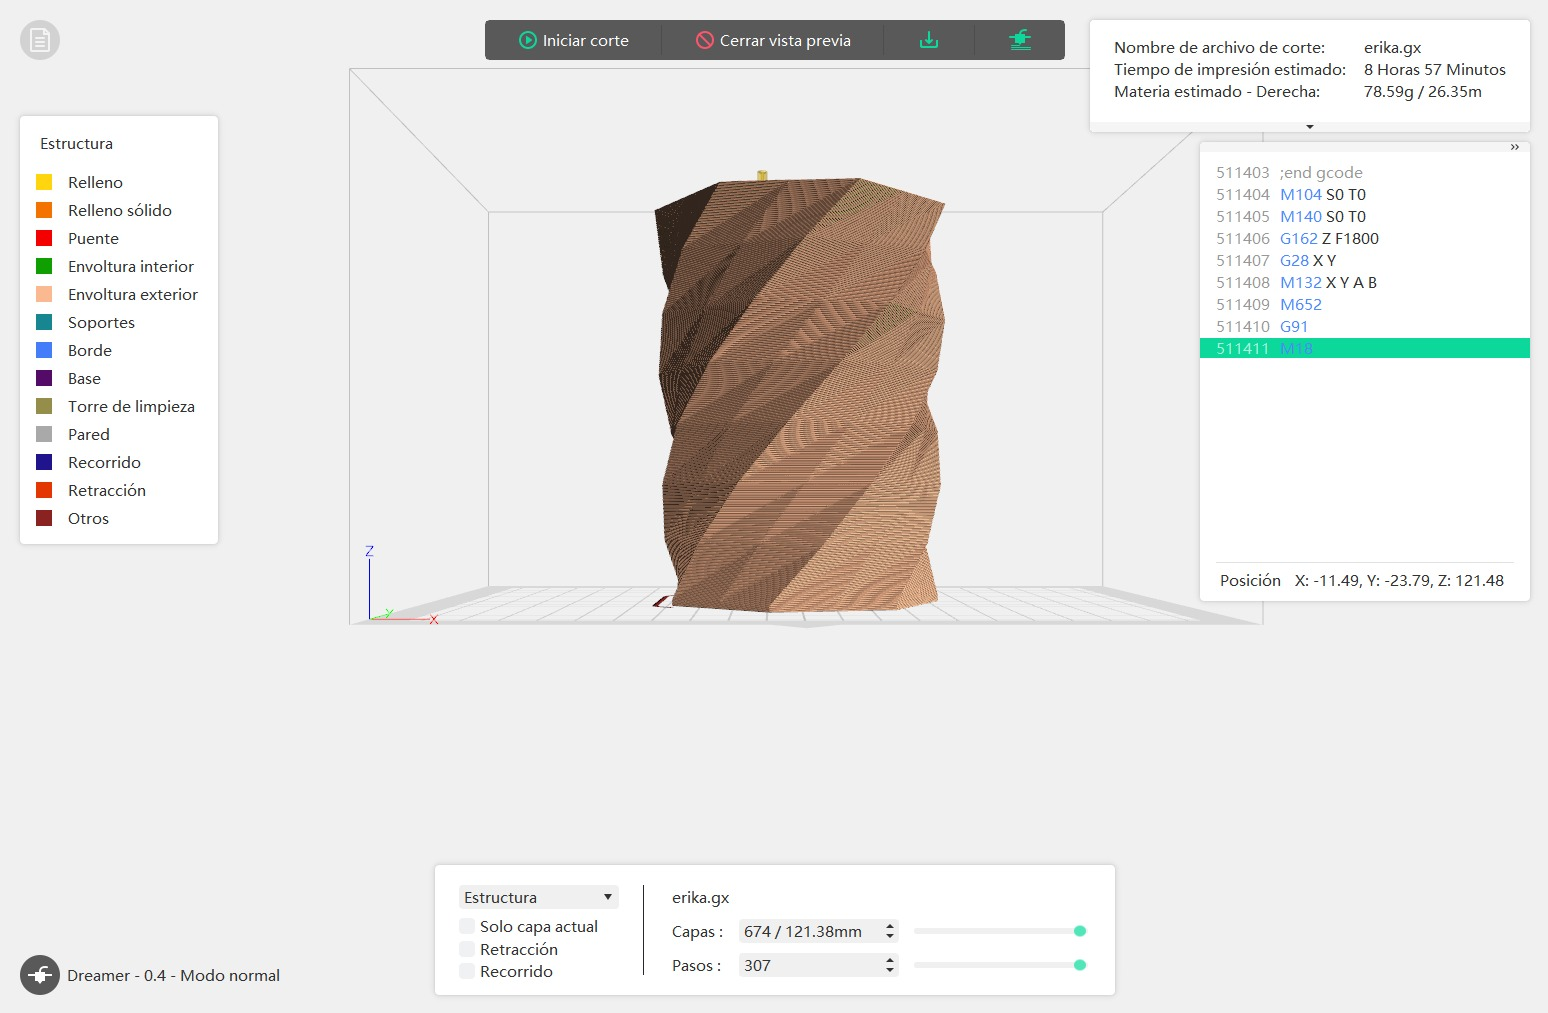 Iniciar corte
Cerrar vista previa
Nombre de archivo de corte: erika.gx
Tiempo de impresión estimado: 8 Horas 57 Minutos
Materia estimado - Derecha: 78.59g / 26.35m
Estructura
Relleno
Relleno sólido
Puente
Envoltura interior
Envoltura exterior
Soportes
Borde
Base
Torre de limpieza
Pared
Recorrido
Retracción
Otros
Z
Y
X
»
511403 ;end gcode
511404 M104 S0 T0
511405 M140 S0 T0
511406 G162 Z F1800
511407 G28 X Y
511408 M132 X Y A B
511409 M652
511410 G91
511411 M18
Posición X: -11.49, Y: -23.79, Z: 121.48
Estructura
Solo capa actual
Retracción
Recorrido
erika.gx
Capas : 674 / 121.38mm
Pasos : 307
Dreamer - 0.4 - Modo normal